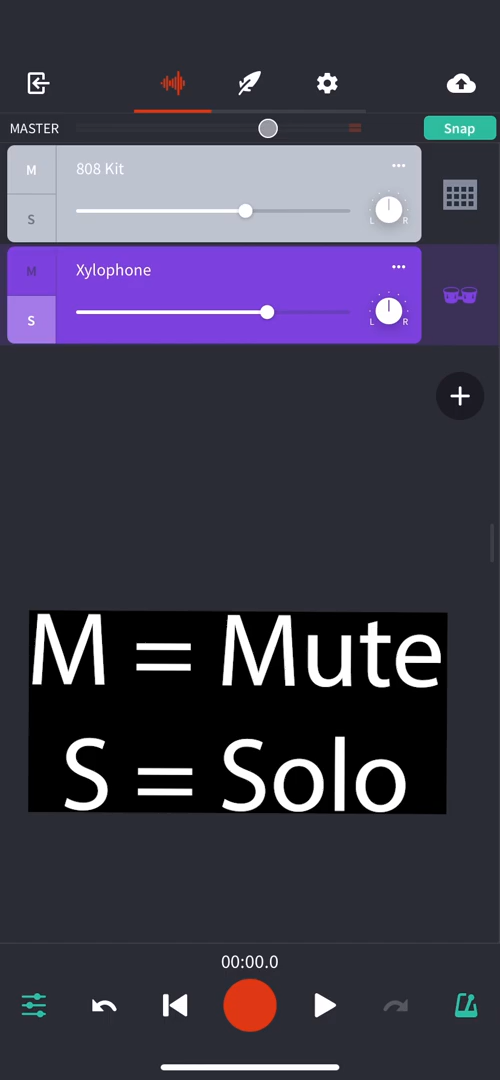 MASTER
Snap
M
808 Kit
S
L R
M
Xylophone
S
L R
M = Mute
S = Solo
00:00.0